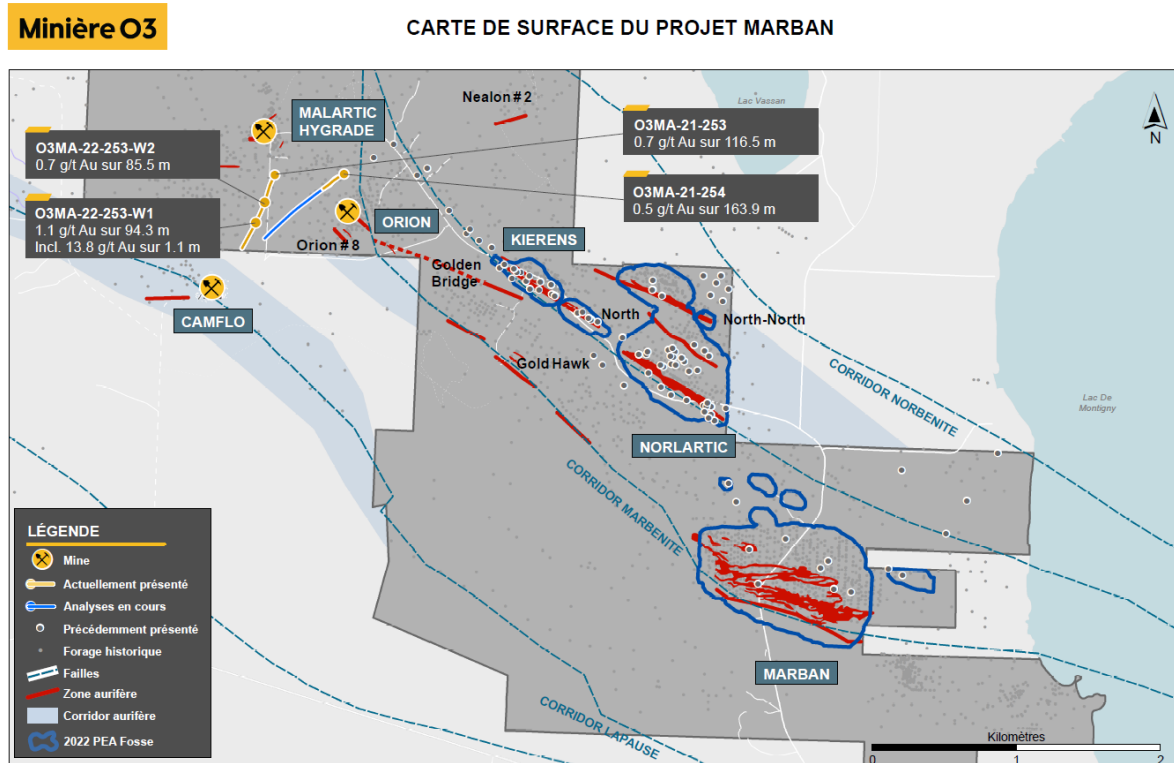 Minière O3
CARTE DE SURFACE DU PROJET MARBAN
Nealon # 2
Lac Vassan
MALARTIC
HYGRADE
O3MA-22-253-W2
0.7 g/t Au sur 85.5 m
O3MA-21-253
0.7 g/t Au sur 116.5 m
N
O3MA-22-253-W1
1.1 g/t Au sur 94.3 m
Incl. 13.8 g/t Au sur 1.1 m
O3MA-21-254
0.5 g/t Au sur 163.9 m
ORION
Orion # 8
KIERENS
Golden
Bridge
CAMFLO
North
North-North
Gold Hawk
CORRIDOR NORBENITE
Lac De
Montigny
NORLARTIC
CORRIDOR MARBENITE
MARBAN
CORRIDOR LAPAUSE
LÉGENDE
Mine
Actuellement présenté
Analyses en cours
Précédemment présenté
Forage historique
Failles
Zone aurifère
Corridor aurifère
2022 PEA Fosse
Kilomètres
0 1 2